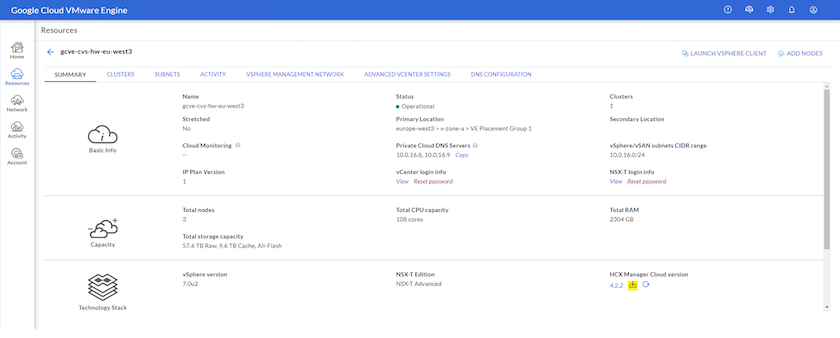 Google Cloud VMware Engine
Resources
gcve-cvs-hw-eu-west3
LAUNCH VSPHERE CLIENT
ADD NODES
SUMMARY
CLUSTERS
SUBNETS
ACTIVITY
VSPHERE MANAGEMENT NETWORK
ADVANCED VCENTER SETTINGS
DNS CONFIGURATION
Home
Resources
Network
Activity
Account
Basic Info
Name
gcve-cvs-hw-eu-west3
Status
Operational
Clusters
1
Stretched
No
Primary Location
europe-west3 > v-zone-a > VE Placement Group 1
Secondary Location
Cloud Monitoring
--
Private Cloud DNS Servers
10.0.16.8, 10.0.16.9 Copy
vSphere/vSAN subnets CIDR range
10.0.16.0/24
IP Plan Version
1
vCenter login info
View Reset password
NSX-T login info
View Reset password
Capacity
Total nodes
3
Total CPU capacity
108 cores
Total RAM
2304 GB
Total storage capacity
57.6 TB Raw, 9.6 TB Cache, All-Flash
Technology Stack
vSphere version
7.0u2
NSX-T Edition
NSX-T Advanced
HCX Manager Cloud version
4.2.2